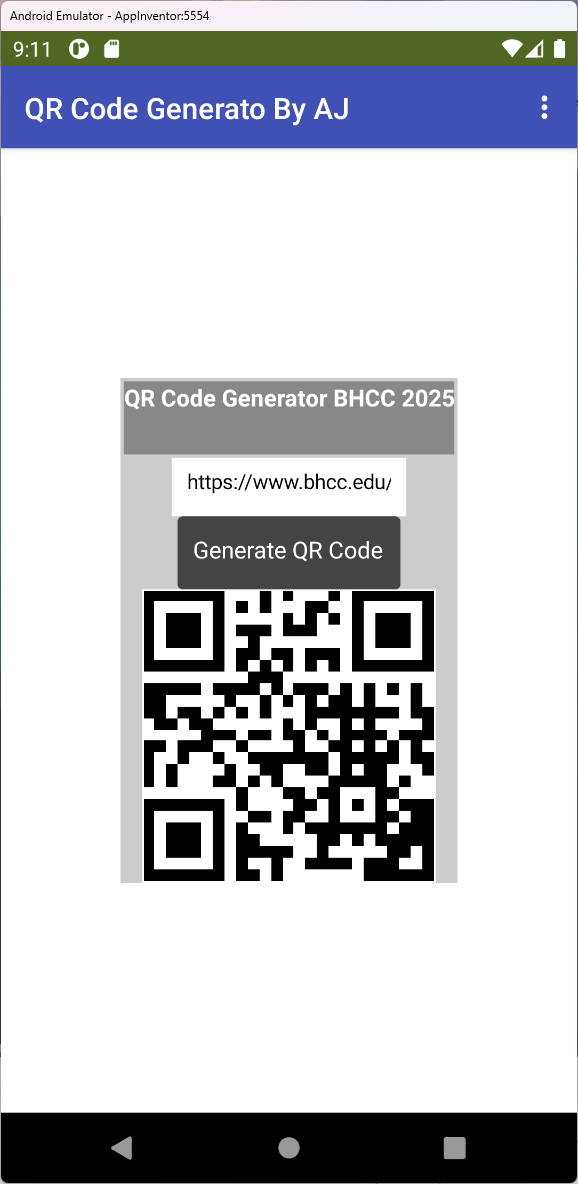 Android Emulator - AppInventor:5554
9:11
QR Code Generato By AJ
QR Code Generator BHCC 2025
https://www.bhcc.edu/
Generate QR Code